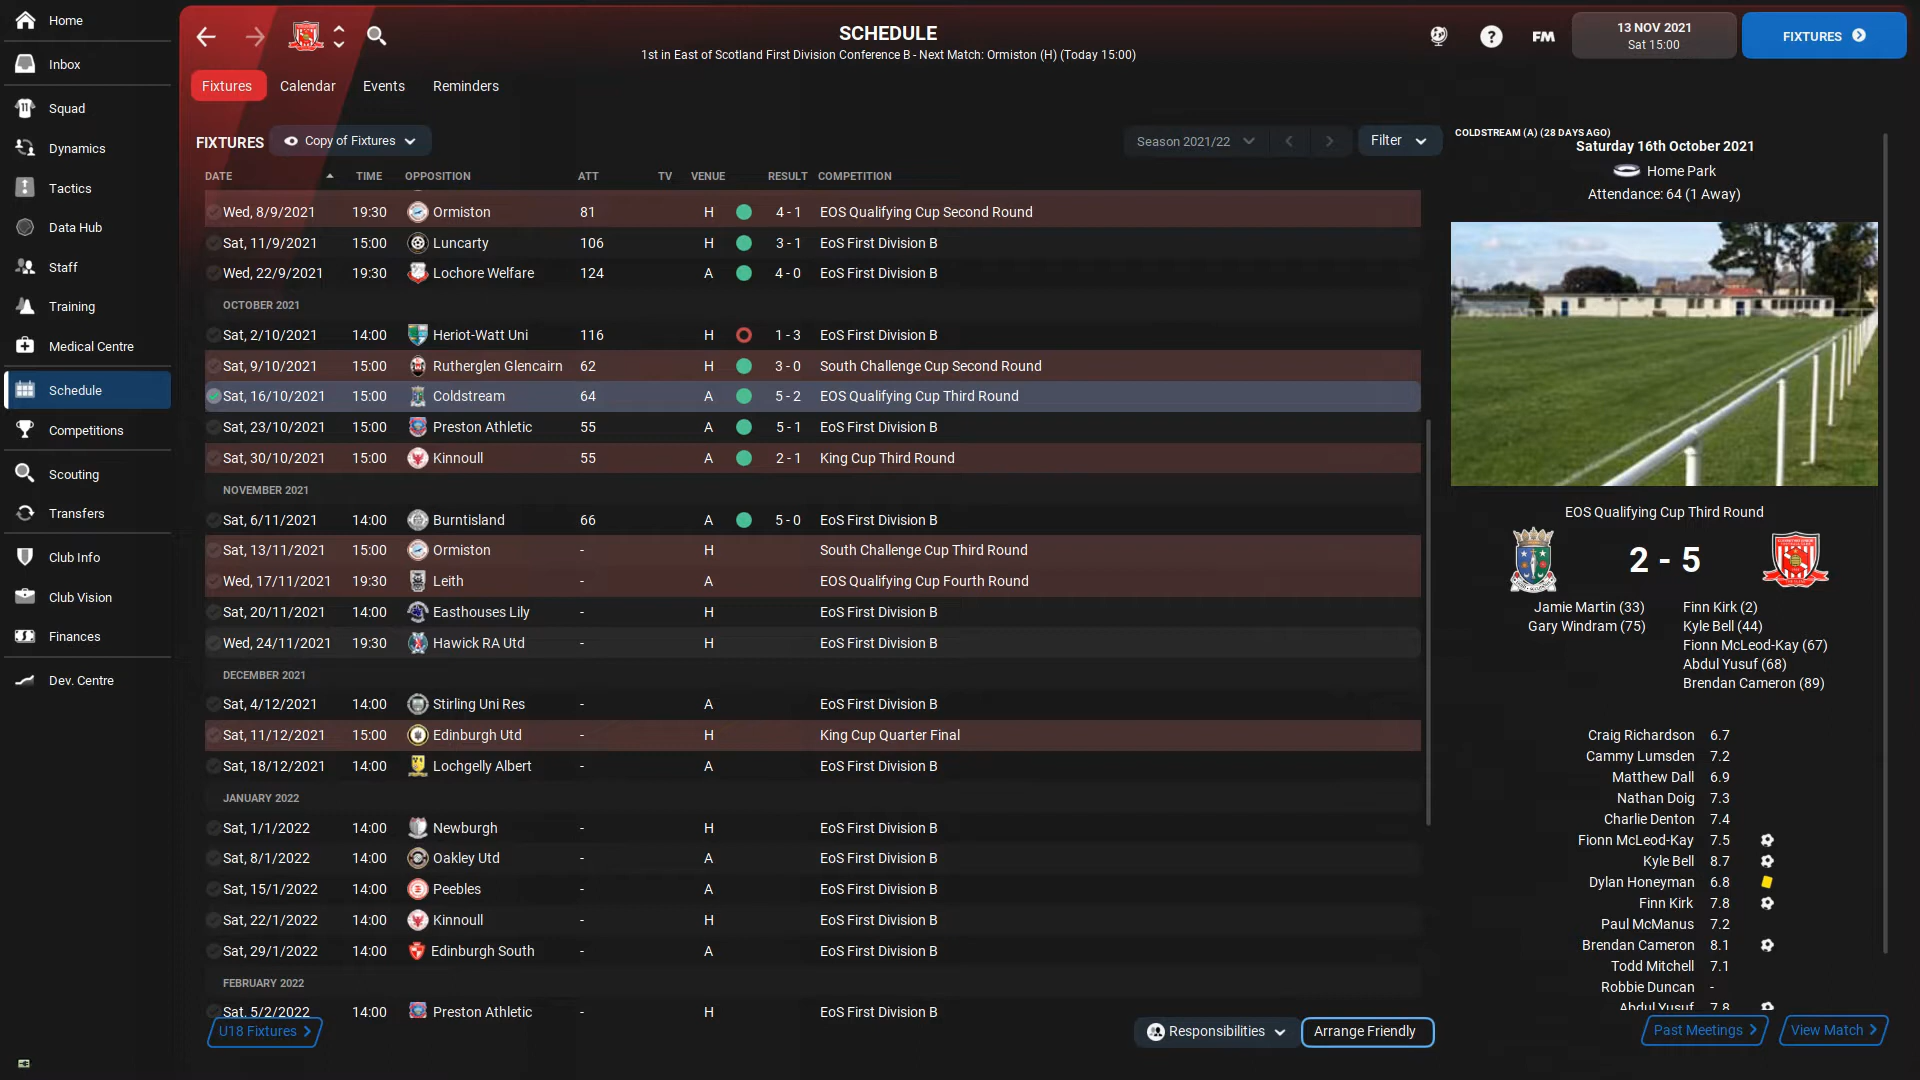 Home
Inbox
Squad
Dynamics
Tactics
Data Hub
Staff
Training
Medical Centre
Schedule
Competitions
Scouting
Transfers
Club Info
Club Vision
Finances
Dev. Centre
SCHEDULE
1st in East of Scotland First Division Conference B - Next Match: Ormiston (H) (Today 15:00)
FM
13 NOV 2021
Sat 15:00
FIXTURES
Fixtures Calendar Events Reminders
FIXTURES Copy of Fixtures Season 2021/22 Filter
DATE TIME OPPOSITION ATT TV VENUE RESULT COMPETITION
Wed, 8/9/2021 19:30 Ormiston 81 H 4 - 1 EOS Qualifying Cup Second Round
Sat, 11/9/2021 15:00 Luncarty 106 H 3 - 1 EoS First Division B
Wed, 22/9/2021 19:30 Lochore Welfare 124 A 4 - 0 EoS First Division B
OCTOBER 2021
Sat, 2/10/2021 14:00 Heriot-Watt Uni 116 H 1 - 3 EoS First Division B
Sat, 9/10/2021 15:00 Rutherglen Glencairn 62 H 3 - 0 South Challenge Cup Second Round
Sat, 16/10/2021 15:00 Coldstream 64 A 5 - 2 EOS Qualifying Cup Third Round
Sat, 23/10/2021 15:00 Preston Athletic 55 A 5 - 1 EoS First Division B
Sat, 30/10/2021 15:00 Kinnoull 55 A 2 - 1 King Cup Third Round
NOVEMBER 2021
Sat, 6/11/2021 14:00 Burntisland 66 A 5 - 0 EoS First Division B
Sat, 13/11/2021 15:00 Ormiston - H South Challenge Cup Third Round
Wed, 17/11/2021 19:30 Leith - A EOS Qualifying Cup Fourth Round
Sat, 20/11/2021 14:00 Easthouses Lily - H EoS First Division B
Wed, 24/11/2021 19:30 Hawick RA Utd - H EoS First Division B
DECEMBER 2021
Sat, 4/12/2021 14:00 Stirling Uni Res - A EoS First Division B
Sat, 11/12/2021 15:00 Edinburgh Utd - H King Cup Quarter Final
Sat, 18/12/2021 14:00 Lochgelly Albert - A EoS First Division B
JANUARY 2022
Sat, 1/1/2022 14:00 Newburgh - H EoS First Division B
Sat, 8/1/2022 14:00 Oakley Utd - A EoS First Division B
Sat, 15/1/2022 14:00 Peebles - A EoS First Division B
Sat, 22/1/2022 14:00 Kinnoull - H EoS First Division B
Sat, 29/1/2022 14:00 Edinburgh South - A EoS First Division B
FEBRUARY 2022
Sat, 5/2/2022 14:00 Preston Athletic - H EoS First Division B
U18 Fixtures Responsibilities Arrange Friendly
COLDSTREAM (A) (28 DAYS AGO)
Saturday 16th October 2021
Home Park
Attendance: 64 (1 Away)
EOS Qualifying Cup Third Round
2 - 5
Jamie Martin (33) Finn Kirk (2)
Gary Windram (75) Kyle Bell (44)
Fionn McLeod-Kay (67)
Abdul Yusuf (68)
Brendan Cameron (89)
Craig Richardson 6.7
Cammy Lumsden 7.2
Matthew Dall 6.9
Nathan Doig 7.3
Charlie Denton 7.4
Fionn McLeod-Kay 7.5
Kyle Bell 8.7
Dylan Honeyman 6.8
Finn Kirk 7.8
Paul McManus 7.2
Brendan Cameron 8.1
Todd Mitchell 7.1
Robbie Duncan -
Abdul Yusuf 7.8
Past Meetings View Match